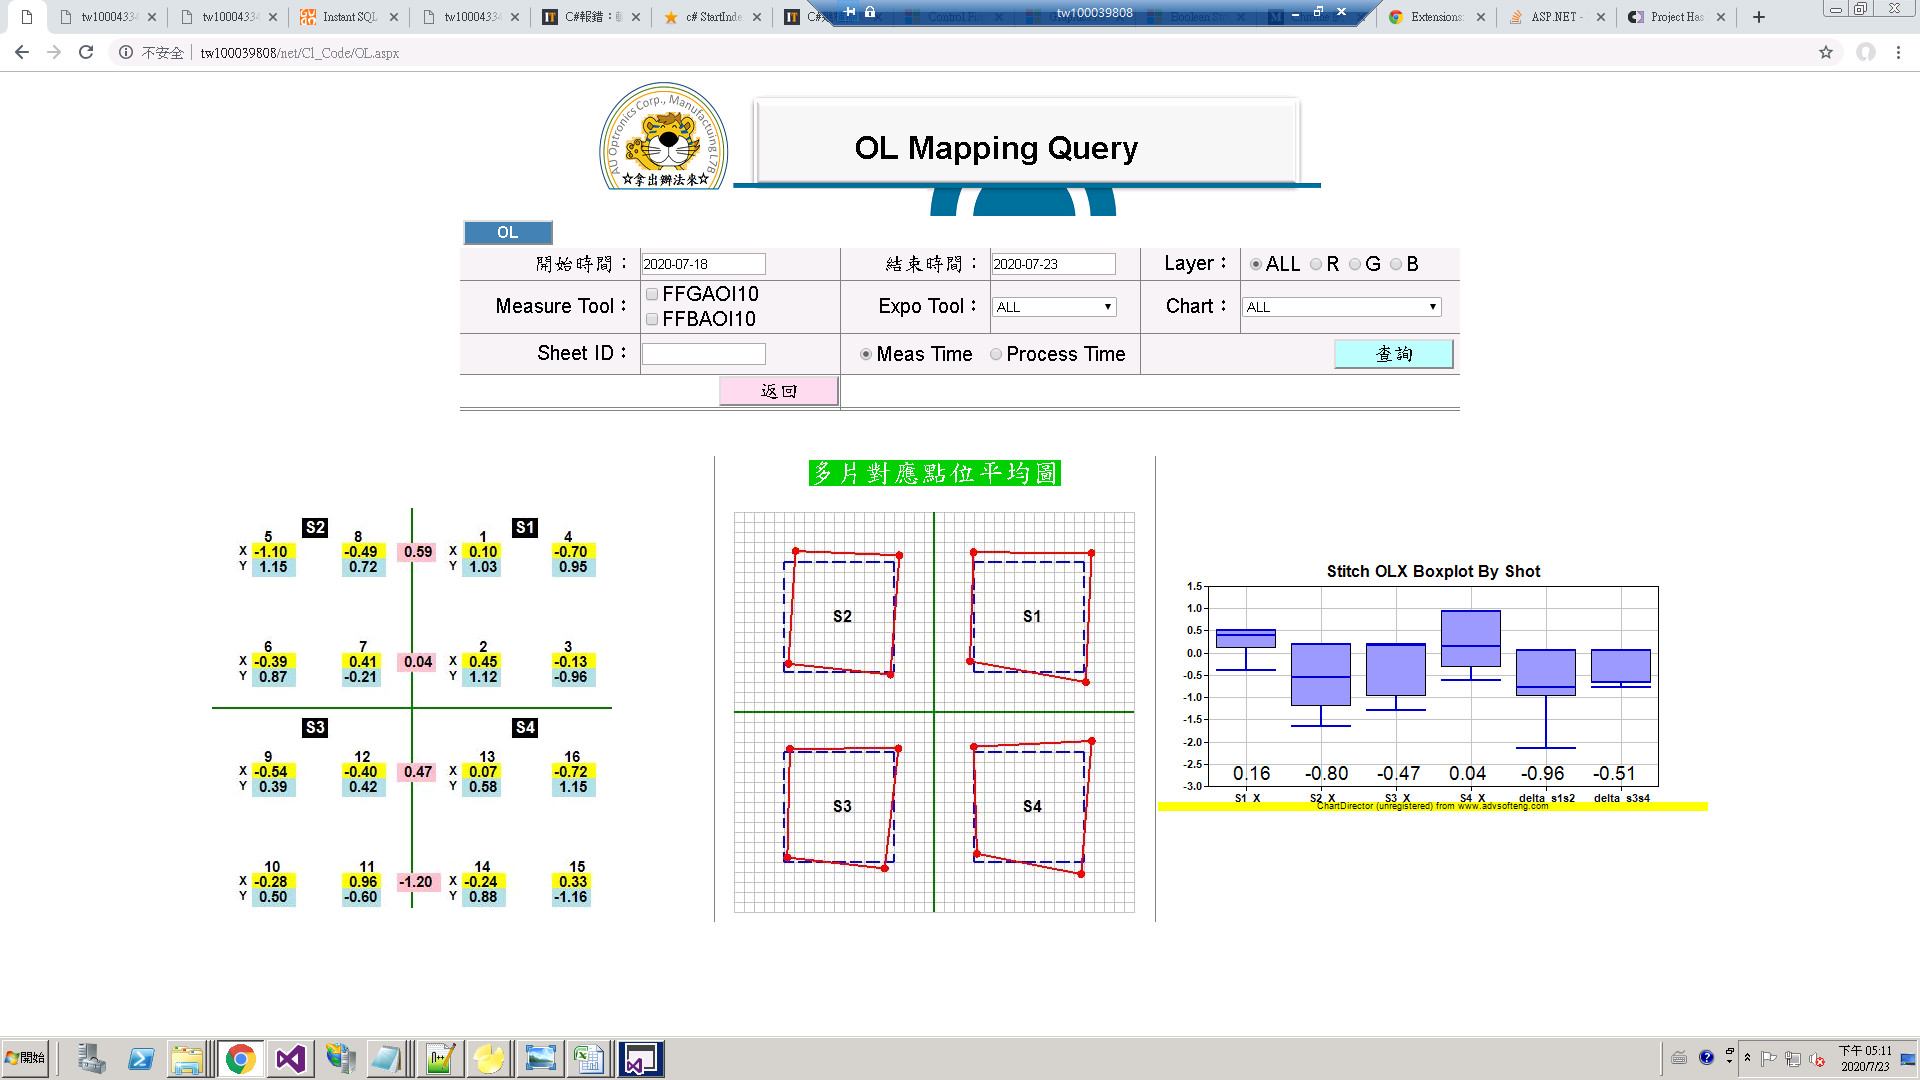 tw10004334
tw10004334
Instant SQL
tw10004334
C#報錯：
c# StartInde
tw100039808
Extensions:
ASP.NET -
Project Has
不安全
tw100039808/net/Cl_Code/OL.aspx
AU Optronics Corp., Manufactuing L7B
☆拿出辦法來☆
OL Mapping Query
OL
開始時間：
2020-07-18
結束時間：
2020-07-23
Layer：
ALL R G B
Measure Tool：
FFGAOI10
FFBAOI10
Expo Tool：
ALL
Chart：
ALL
Sheet ID：
Meas Time
Process Time
查詢
返回
S2 S1
5 8 1 4
X -1.10 -0.49 0.59 X 0.10 -0.70
Y 1.15 0.72 Y 1.03 0.95
6 7 2 3
X -0.39 0.41 0.04 X 0.45 -0.13
Y 0.87 -0.21 Y 1.12 -0.96
S3 S4
9 12 13 16
X -0.54 -0.40 0.47 X 0.07 -0.72
Y 0.39 0.42 Y 0.58 1.15
10 11 14 15
X -0.28 0.96 -1.20 X -0.24 0.33
Y 0.50 -0.60 Y 0.88 -1.16
多片對應點位平均圖
S2 S1
S3 S4
Stitch OLX Boxplot By Shot
1.5
1.0
0.5
0.0
-0.5
-1.0
-1.5
-2.0
-2.5
-3.0
0.16 -0.80 -0.47 0.04 -0.96 -0.51
S1_X S2_X S3_X S4_X delta_s1s2 delta_s3s4
ChartDirector (unregistered) from www.advsofteng.com
開始
下午 05:11
2020/7/23